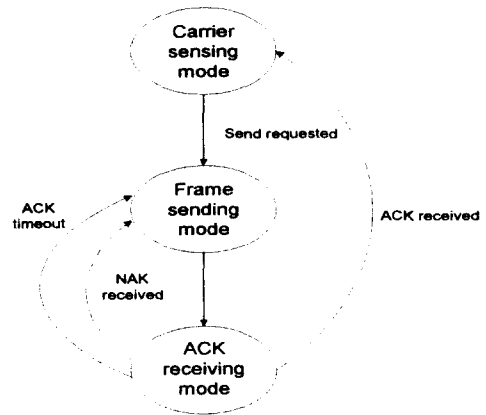 Carrier
sensing
mode
Send requested
Frame
sending
mode
ACK
timeout
ACK received
NAK
received
ACK
receiving
mode